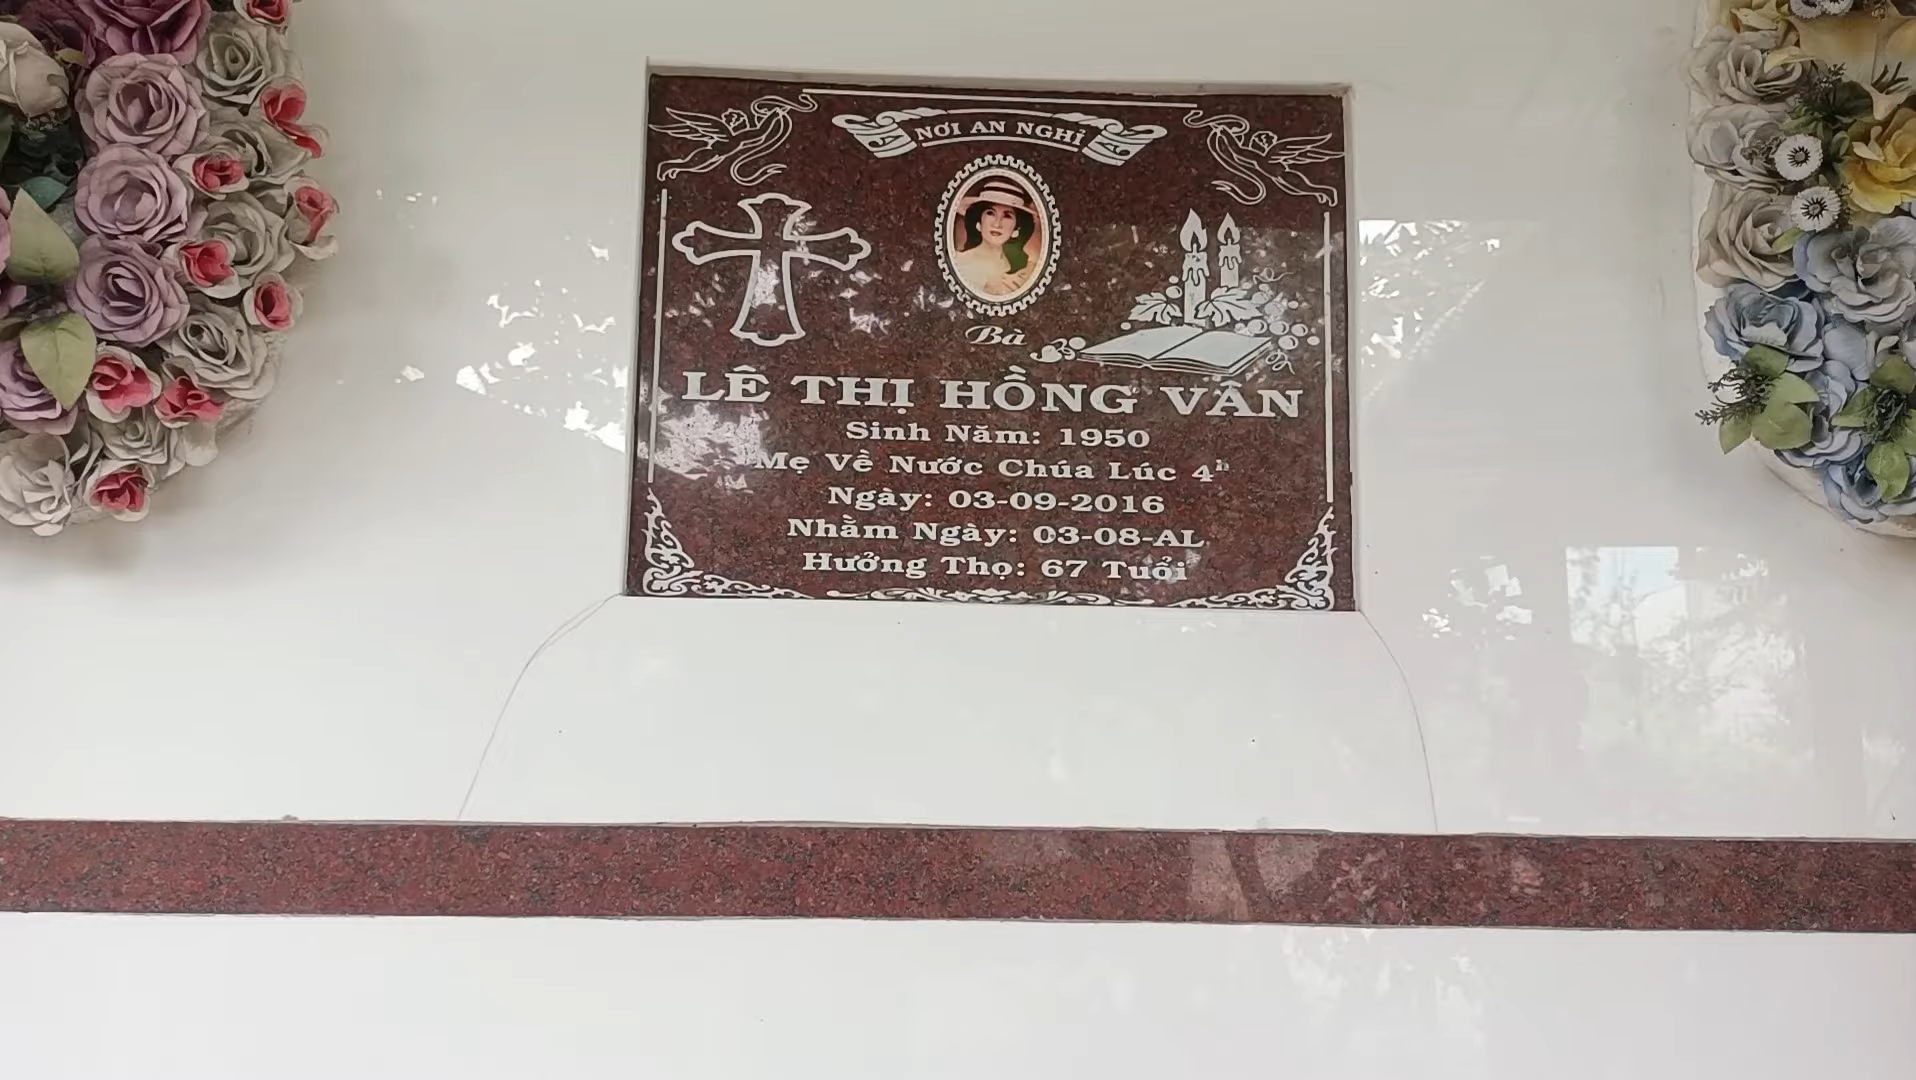 NƠI AN NGHỈ
Bà
LÊ THỊ HỒNG VÂN
Sinh Năm: 1950
Mẹ Về Nước Chúa Lúc 4ʰ
Ngày: 03-09-2016
Nhằm Ngày: 03-08-AL
Hưởng Thọ: 67 Tuổi